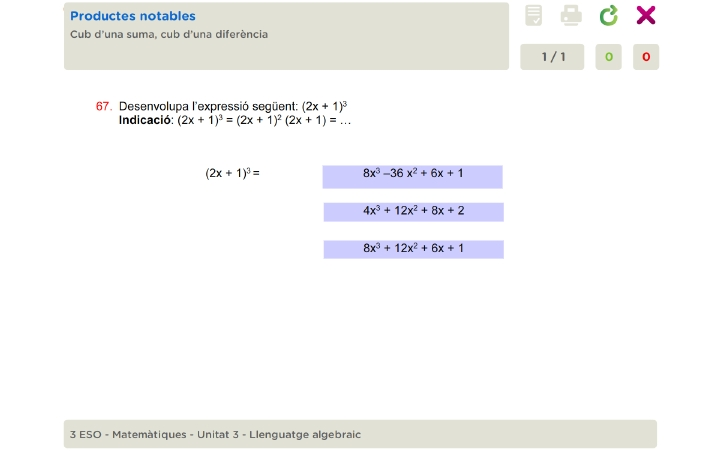 Productes notables
Cub d'una suma, cub d'una diferència
1 / 1
0
0
67. Desenvolupa l'expressió següent: (2x + 1)³
Indicació: (2x + 1)³ = (2x + 1)² (2x + 1) = …
(2x + 1)³ =
8x³ –36 x² + 6x + 1
4x³ + 12x² + 8x + 2
8x³ + 12x² + 6x + 1
3 ESO - Matemàtiques - Unitat 3 - Llenguatge algebraic